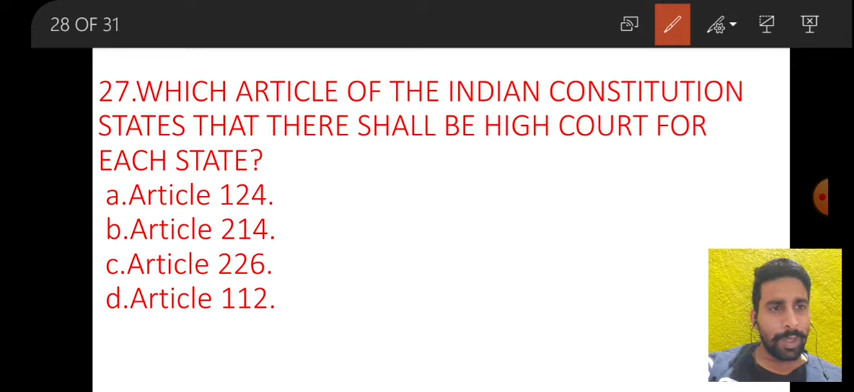 28 OF 31
27.WHICH ARTICLE OF THE INDIAN CONSTITUTION
STATES THAT THERE SHALL BE HIGH COURT FOR
EACH STATE?
a.Article 124.
b.Article 214.
c.Article 226.
d.Article 112.